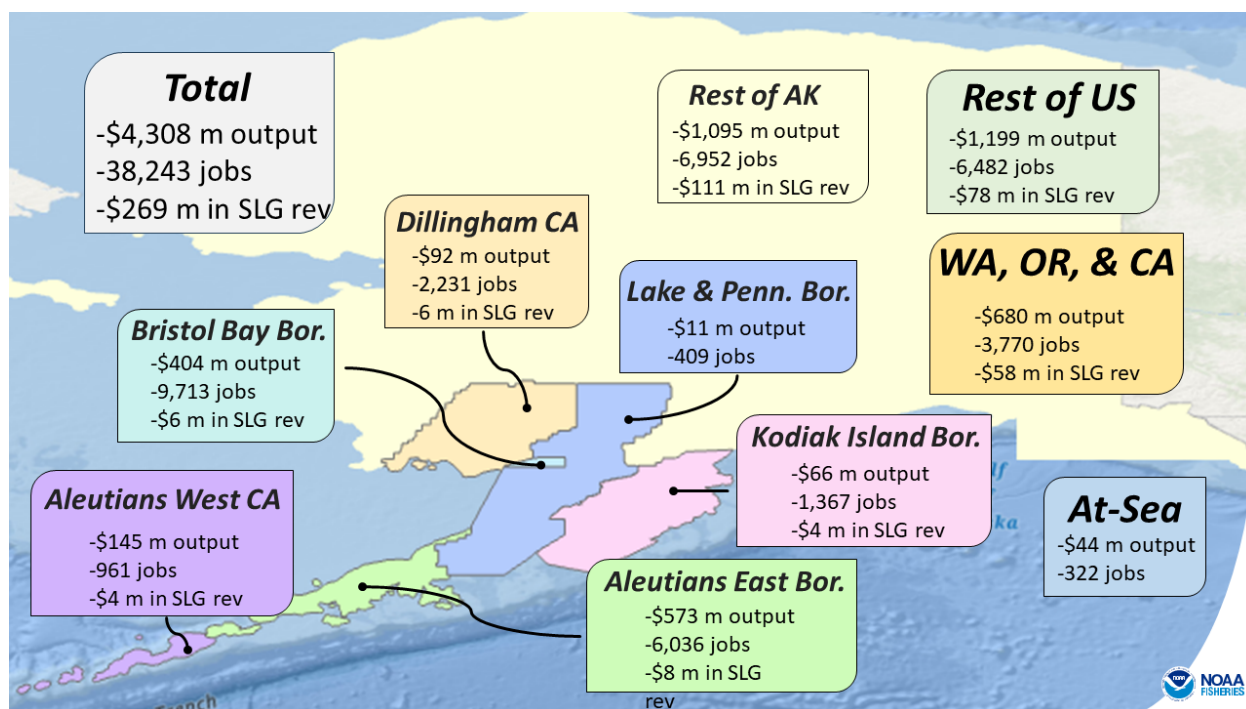 Total
-$4,308 m output
-38,243 jobs
-$269 m in SLG rev
Rest of AK
-$1,095 m output
-6,952 jobs
-$111 m in SLG rev
Rest of US
-$1,199 m output
-6,482 jobs
-$78 m in SLG rev
Dillingham CA
-$92 m output
-2,231 jobs
-6 m in SLG rev
WA, OR, & CA
-$680 m output
-3,770 jobs
-$58 m in SLG rev
Lake & Penn. Bor.
-$11 m output
-409 jobs
Bristol Bay Bor.
-$404 m output
-9,713 jobs
-$6 m in SLG rev
Kodiak Island Bor.
-$66 m output
-1,367 jobs
-$4 m in SLG rev
Aleutians West CA
-$145 m output
-961 jobs
-$4 m in SLG rev
At-Sea
-$44 m output
-322 jobs
Aleutians East Bor.
-$573 m output
-6,036 jobs
-$8 m in SLG
rev
NOAA
NOAA
FISHERIES